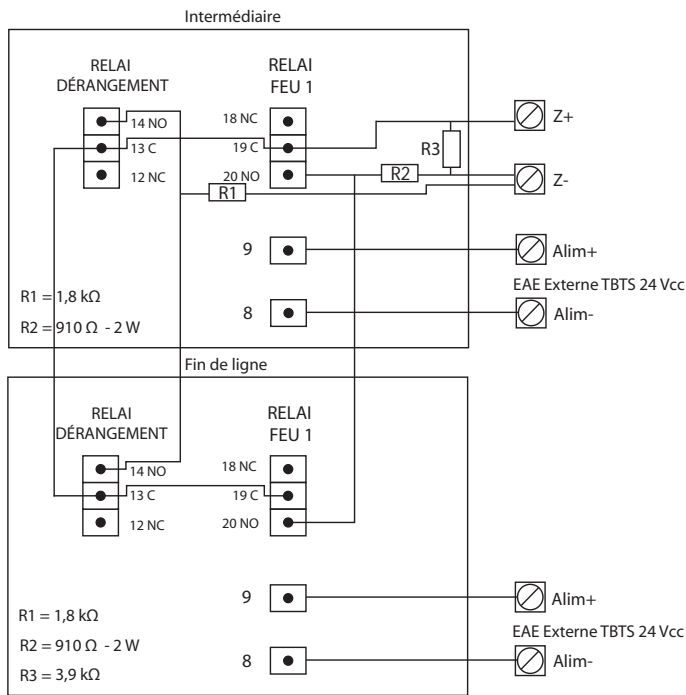 Intermédiaire
RELAI
DÉRANGEMENT
RELAI
FEU 1
14 NO
13 C
12 NC
18 NC
19 C
20 NO
R1
R2
R3
Z+
Z-
9
Alim+
EAE Externe TBTS 24 Vcc
8
Alim-
R1 = 1,8 kΩ
R2 = 910 Ω - 2 W
Fin de ligne
RELAI
DÉRANGEMENT
RELAI
FEU 1
14 NO
13 C
12 NC
18 NC
19 C
20 NO
9
Alim+
EAE Externe TBTS 24 Vcc
8
Alim-
R1 = 1,8 kΩ
R2 = 910 Ω - 2 W
R3 = 3,9 kΩ